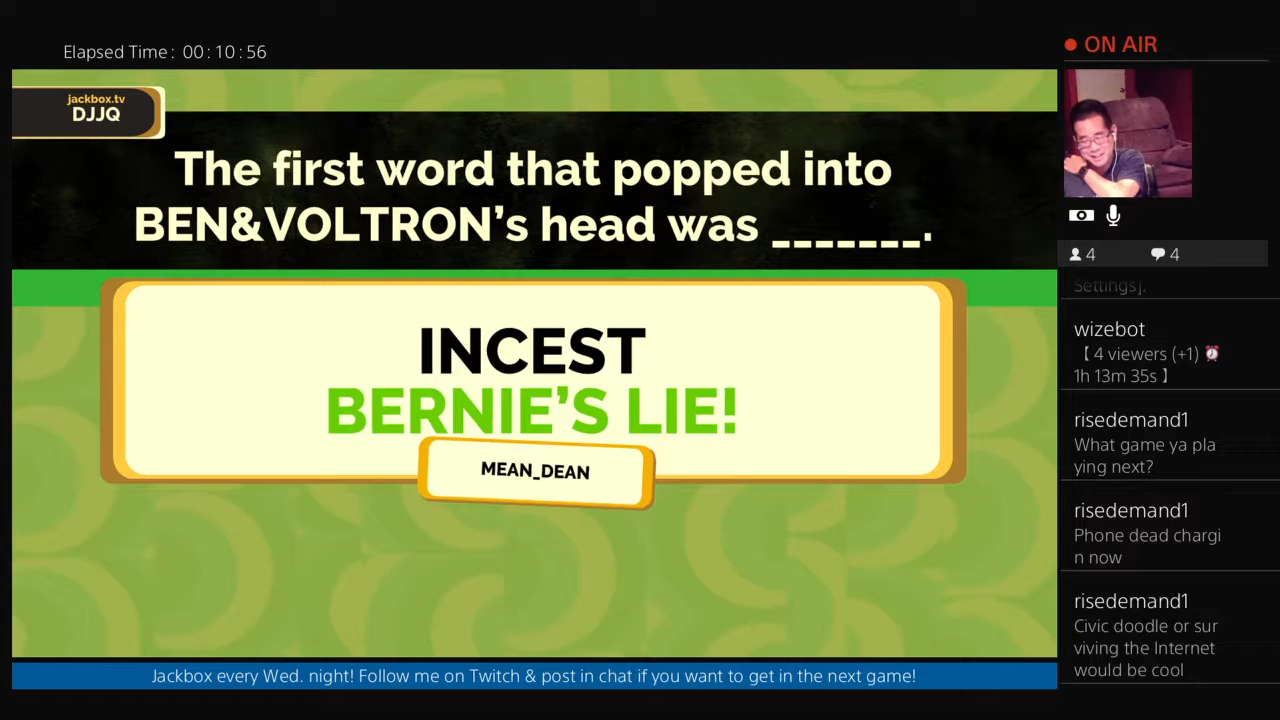 Elapsed Time: 00:10:56
ON AIR
jackbox.tv
DJJQ
The first word that popped into
BEN&VOLTRON's head was _______.
INCEST
BERNIE'S LIE!
MEAN_DEAN
4
4
Settings].
wizebot
【 4 viewers (+1) ⏰
1h 13m 35s 】
risedemand1
What game ya pla
ying next?
risedemand1
Phone dead chargi
n now
risedemand1
Civic doodle or sur
viving the Internet
would be cool
Jackbox every Wed. night! Follow me on Twitch & post in chat if you want to get in the next game!